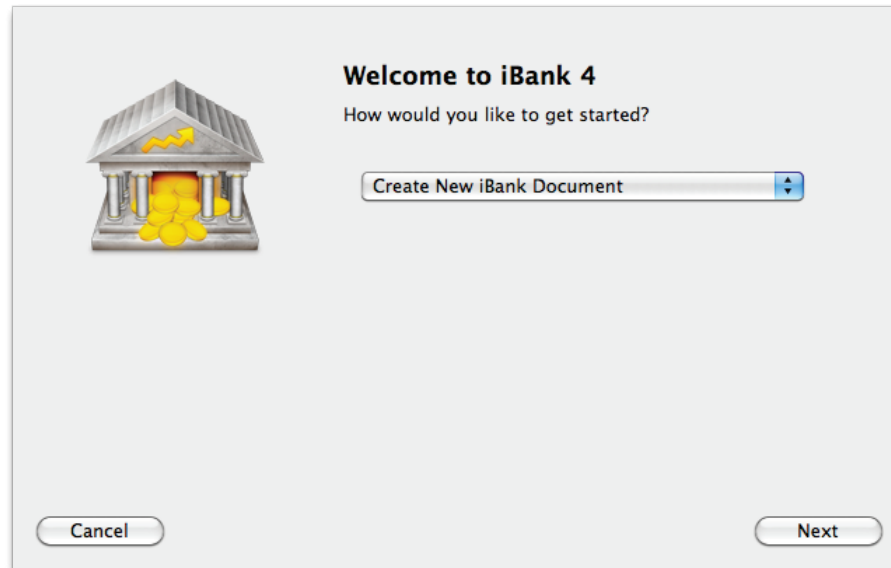 Welcome to iBank 4
How would you like to get started?
Create New iBank Document
Cancel
Next